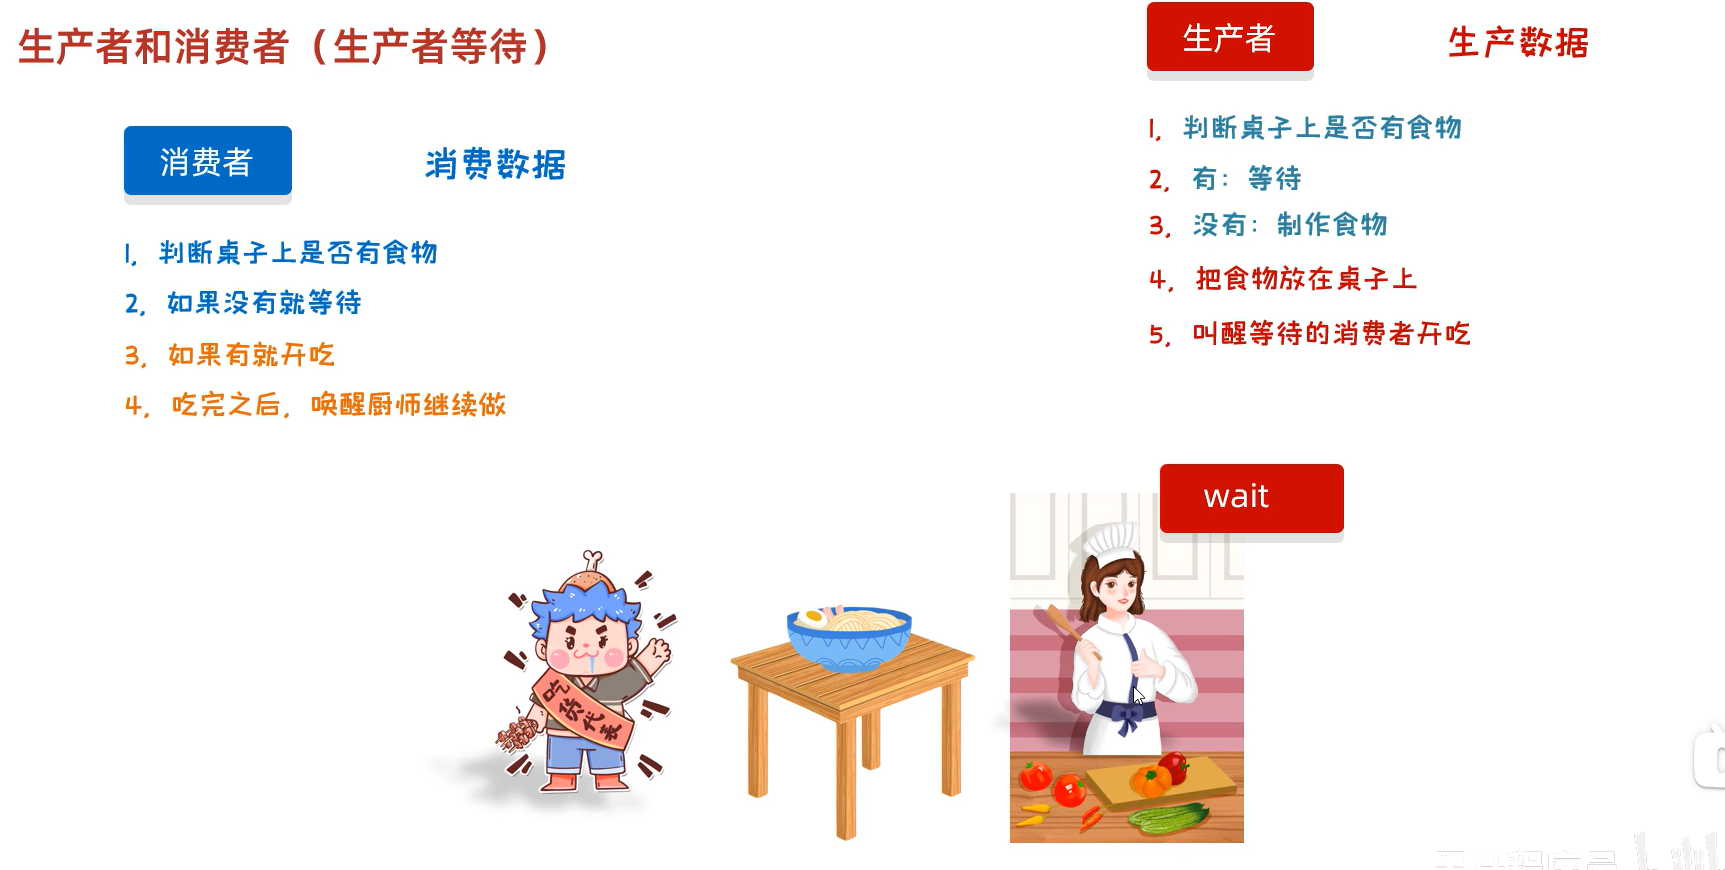 生产者和消费者（生产者等待）
消费者
消费数据
1, 判断桌子上是否有食物
2, 如果没有就等待
3, 如果有就开吃
4, 吃完之后, 唤醒厨师继续做
生产者
生产数据
1, 判断桌子上是否有食物
2, 有: 等待
3, 没有: 制作食物
4, 把食物放在桌子上
5, 叫醒等待的消费者开吃
wait
吃货代表